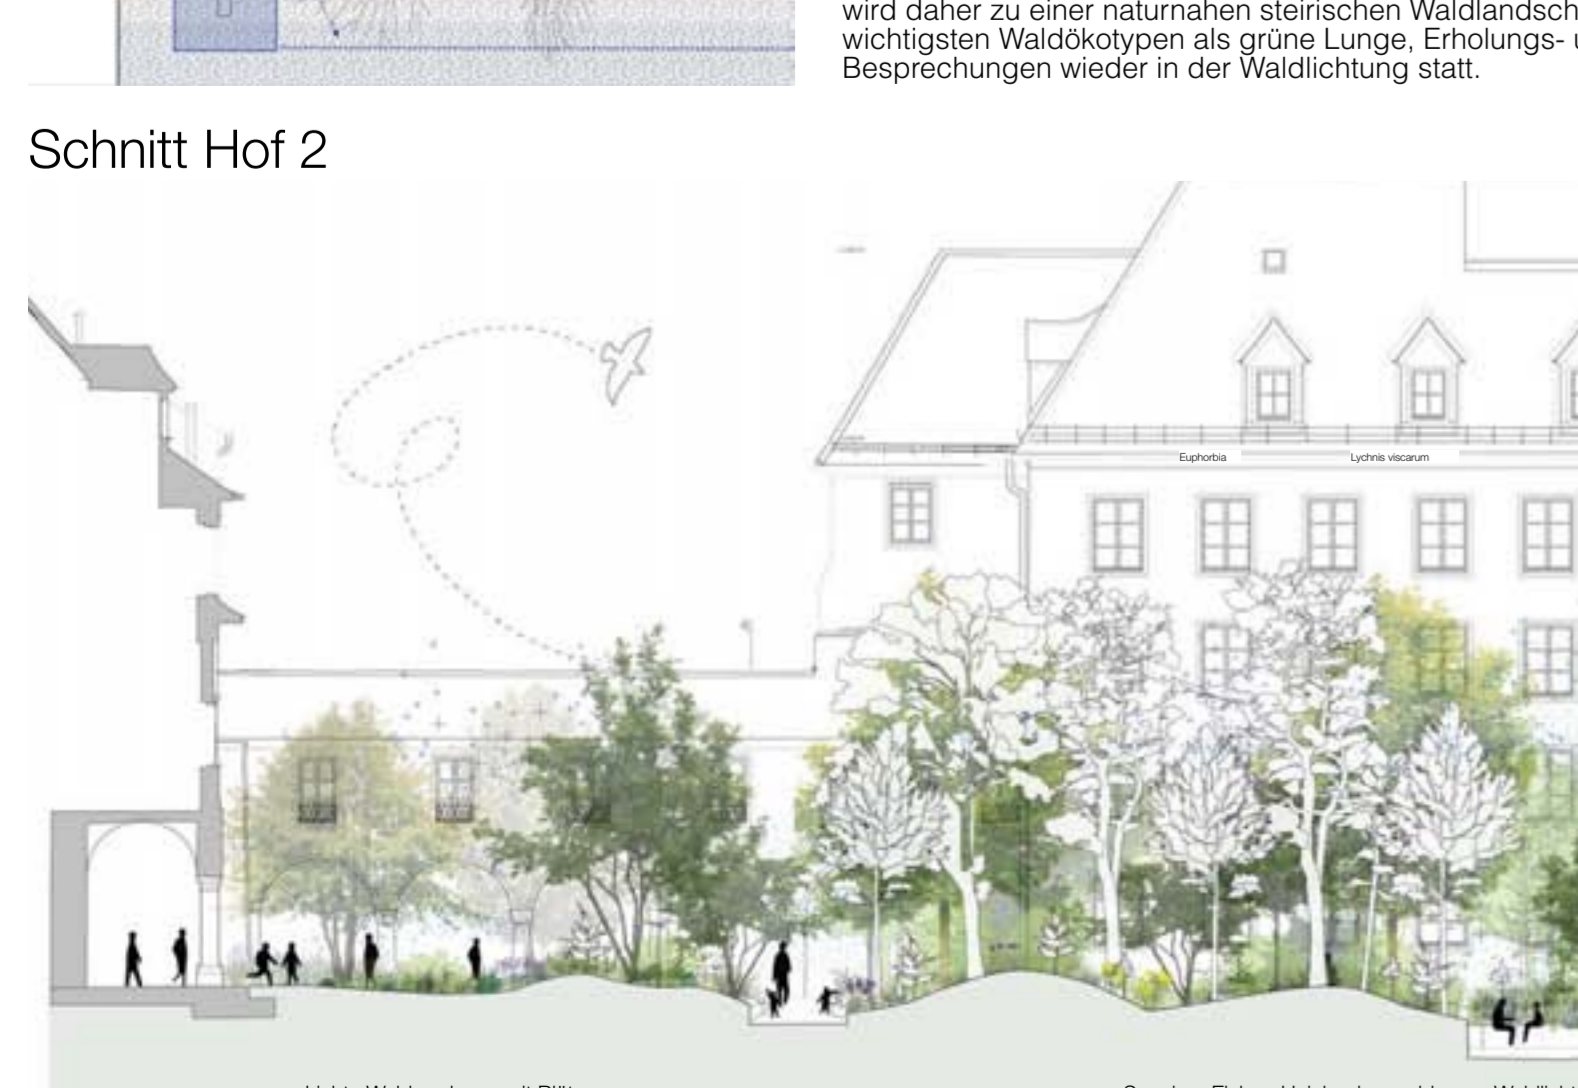 wird daher zu einer naturnahen steirischen Waldlandsch
wichtigsten Waldökotypen als grüne Lunge, Erholungs- u
Besprechungen wieder in der Waldlichtung statt.
Schnitt Hof 2
Euphorbia
Lychnis viscarum